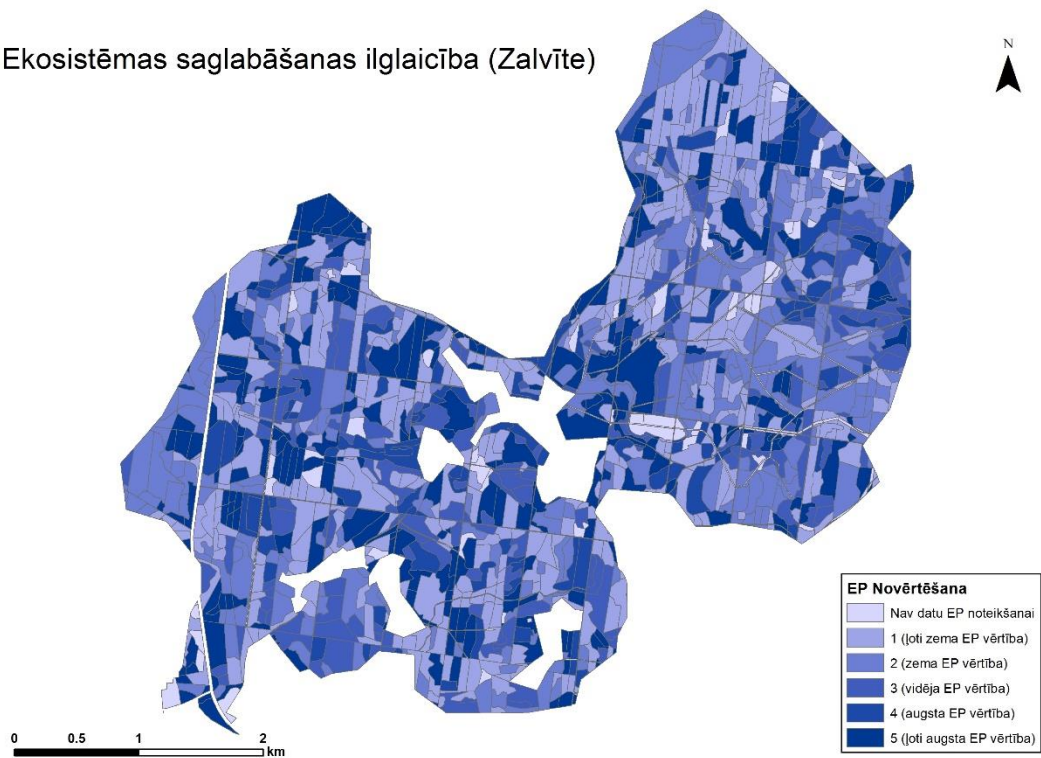 Ekosistēmas saglabāšanas ilglaicība (Zalvīte)
N
EP Novērtēšana
Nav datu EP noteikšanai
1 (ļoti zema EP vērtība)
2 (zema EP vērtība)
3 (vidēja EP vērtība)
4 (augsta EP vērtība)
5 (ļoti augsta EP vērtība)
0 0.5 1 2
km